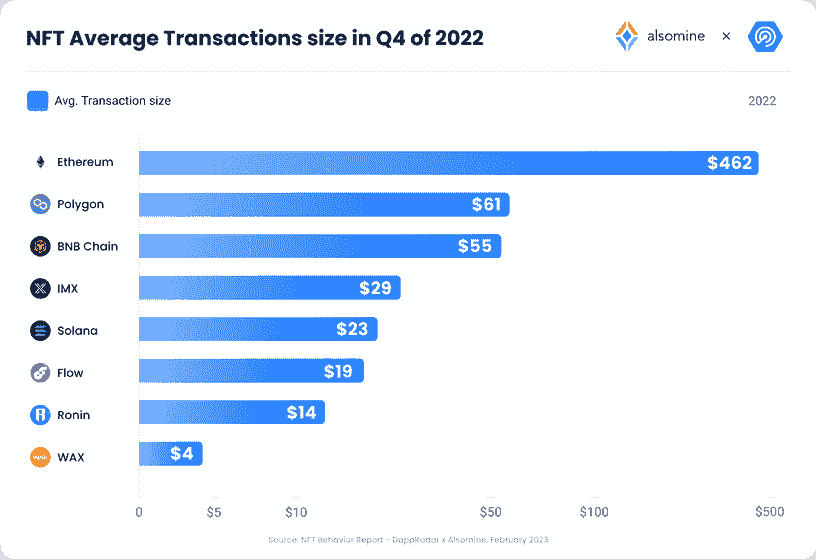 NFT Average Transactions size in Q4 of 2022
alsomine ×
Avg. Transaction size
2022
Ethereum $462
Polygon $61
BNB Chain $55
IMX $29
Solana $23
Flow $19
Ronin $14
WAX $4
0 $5 $10 $50 $100 $500
Source: NFT Behavior Report - DappRadar x Alsomine, February 2023